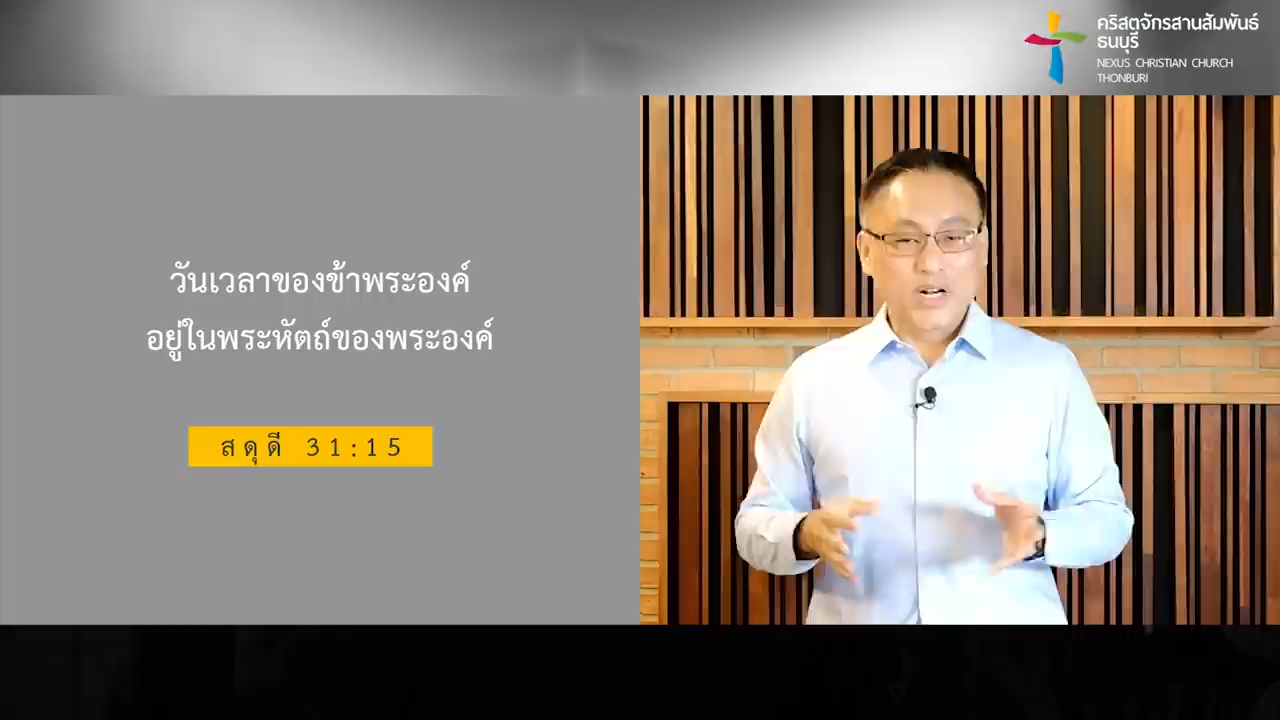 คริสตจักรสานสัมพันธ์
ธนบุรี
NEXUS CHRISTIAN CHURCH
THONBURI
วันเวลาของข้าพระองค์
อยู่ในพระหัตถ์ของพระองค์
สดุดี 31:15